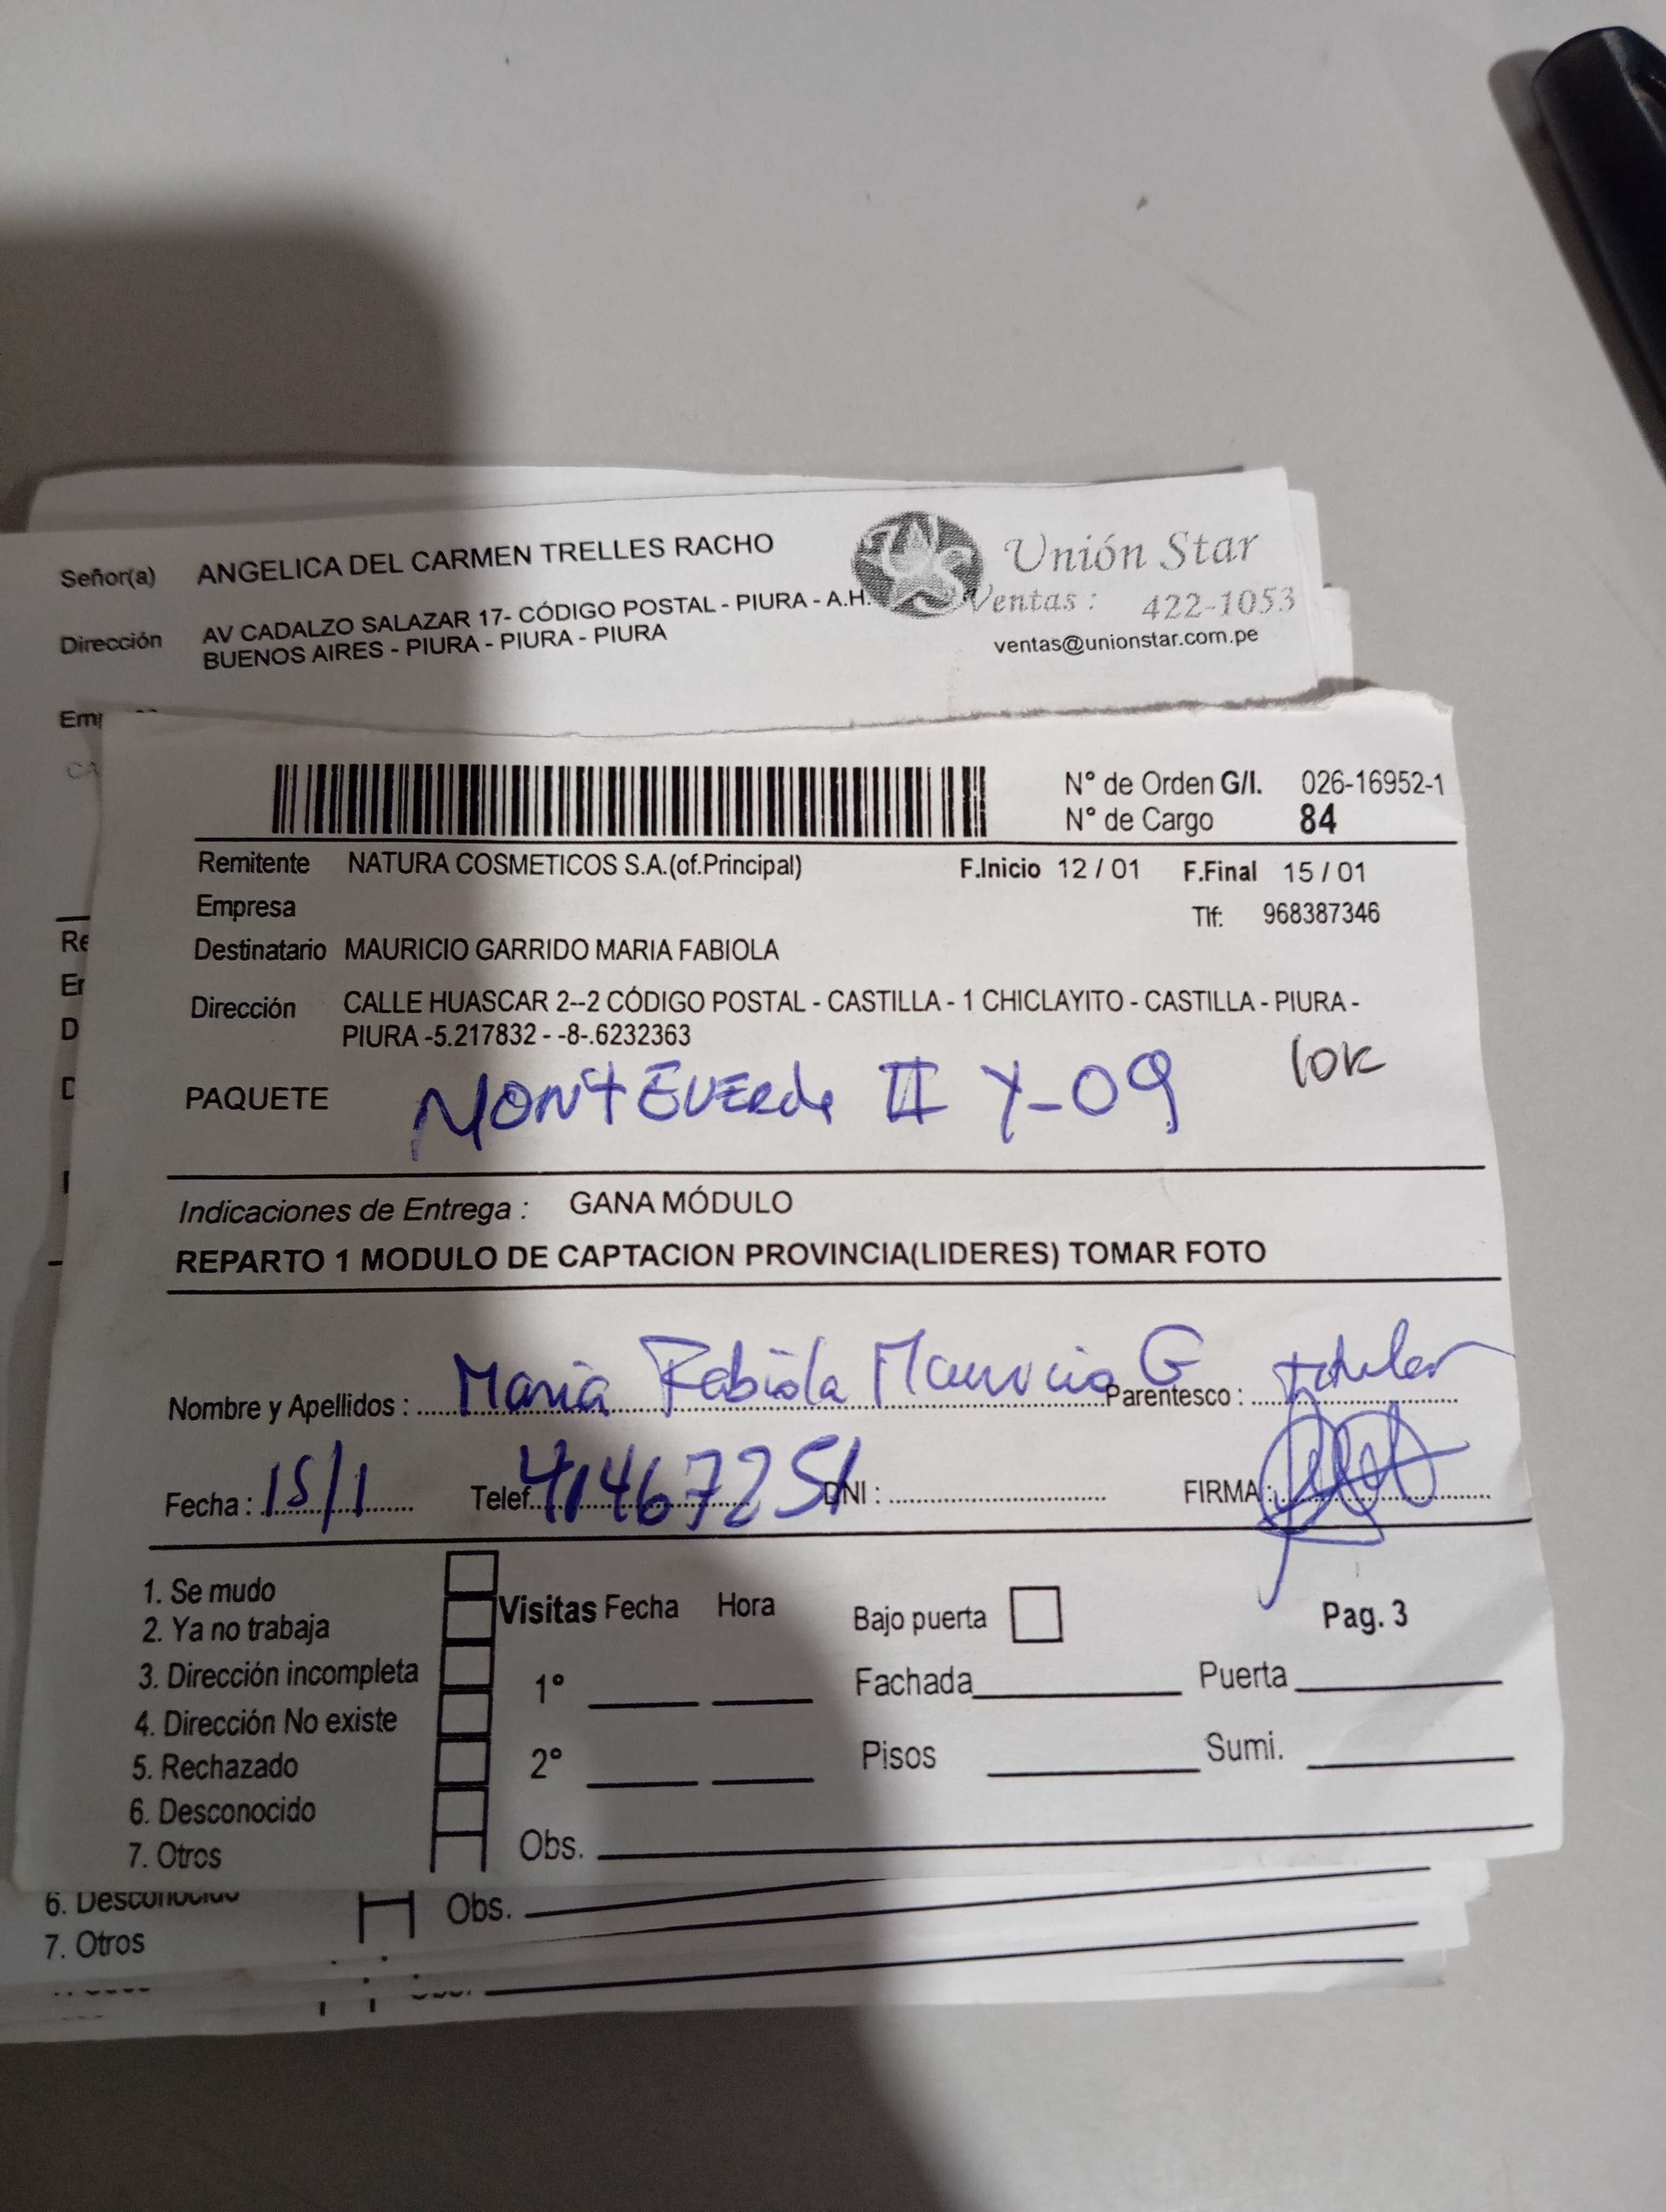 Señor(a) ANGELICA DEL CARMEN TRELLES RACHO
Dirección AV CADALZO SALAZAR 17- CÓDIGO POSTAL - PIURA - A.H.
BUENOS AIRES - PIURA - PIURA - PIURA
Unión Star
Ventas : 422-1053
ventas@unionstar.com.pe
N° de Orden G/I. 026-16952-1
N° de Cargo 84
Remitente NATURA COSMETICOS S.A.(of.Principal) F.Inicio 12 / 01 F.Final 15 / 01
Empresa Tlf: 968387346
Destinatario MAURICIO GARRIDO MARIA FABIOLA
Dirección CALLE HUASCAR 2--2 CÓDIGO POSTAL - CASTILLA - 1 CHICLAYITO - CASTILLA - PIURA -
PIURA -5.217832 - -8-.6232363
PAQUETE MONTEVERde II Y-09 10K
Indicaciones de Entrega : GANA MÓDULO
REPARTO 1 MODULO DE CAPTACION PROVINCIA(LIDERES) TOMAR FOTO
Nombre y Apellidos : Maria Fabiola Mauricio G Parentesco : titular
Fecha : 15/1 Telef. 41467251 DNI : FIRMA :
1. Se mudo
2. Ya no trabaja
3. Dirección incompleta
4. Dirección No existe
5. Rechazado
6. Desconocido
7. Otros
Visitas Fecha Hora
1°
2°
Obs.
Bajo puerta Pag. 3
Fachada Puerta
Pisos Sumi.
6. Desconocido Obs.
7. Otros